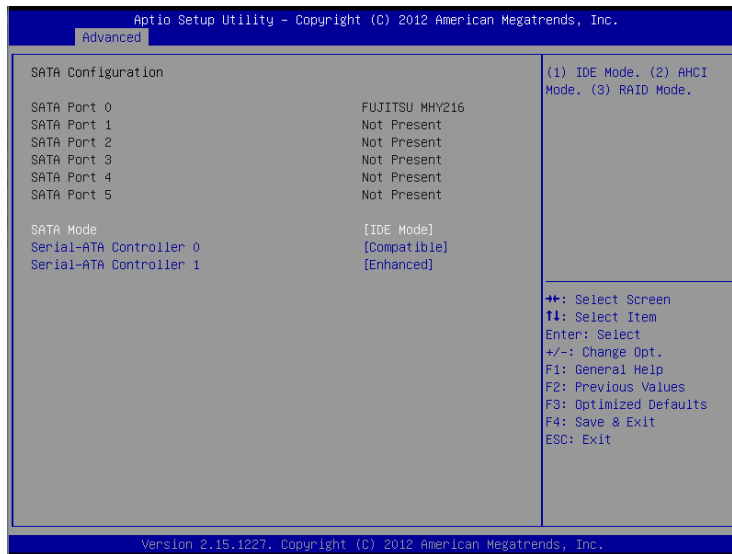 Aptio Setup Utility – Copyright (C) 2012 American Megatrends, Inc.
Advanced
SATA Configuration
SATA Port 0 FUJITSU MHY216
SATA Port 1 Not Present
SATA Port 2 Not Present
SATA Port 3 Not Present
SATA Port 4 Not Present
SATA Port 5 Not Present
SATA Mode [IDE Mode]
Serial-ATA Controller 0 [Compatible]
Serial-ATA Controller 1 [Enhanced]
(1) IDE Mode. (2) AHCI
Mode. (3) RAID Mode.
→←: Select Screen
↑↓: Select Item
Enter: Select
+/-: Change Opt.
F1: General Help
F2: Previous Values
F3: Optimized Defaults
F4: Save & Exit
ESC: Exit
Version 2.15.1227. Copyright (C) 2012 American Megatrends, Inc.